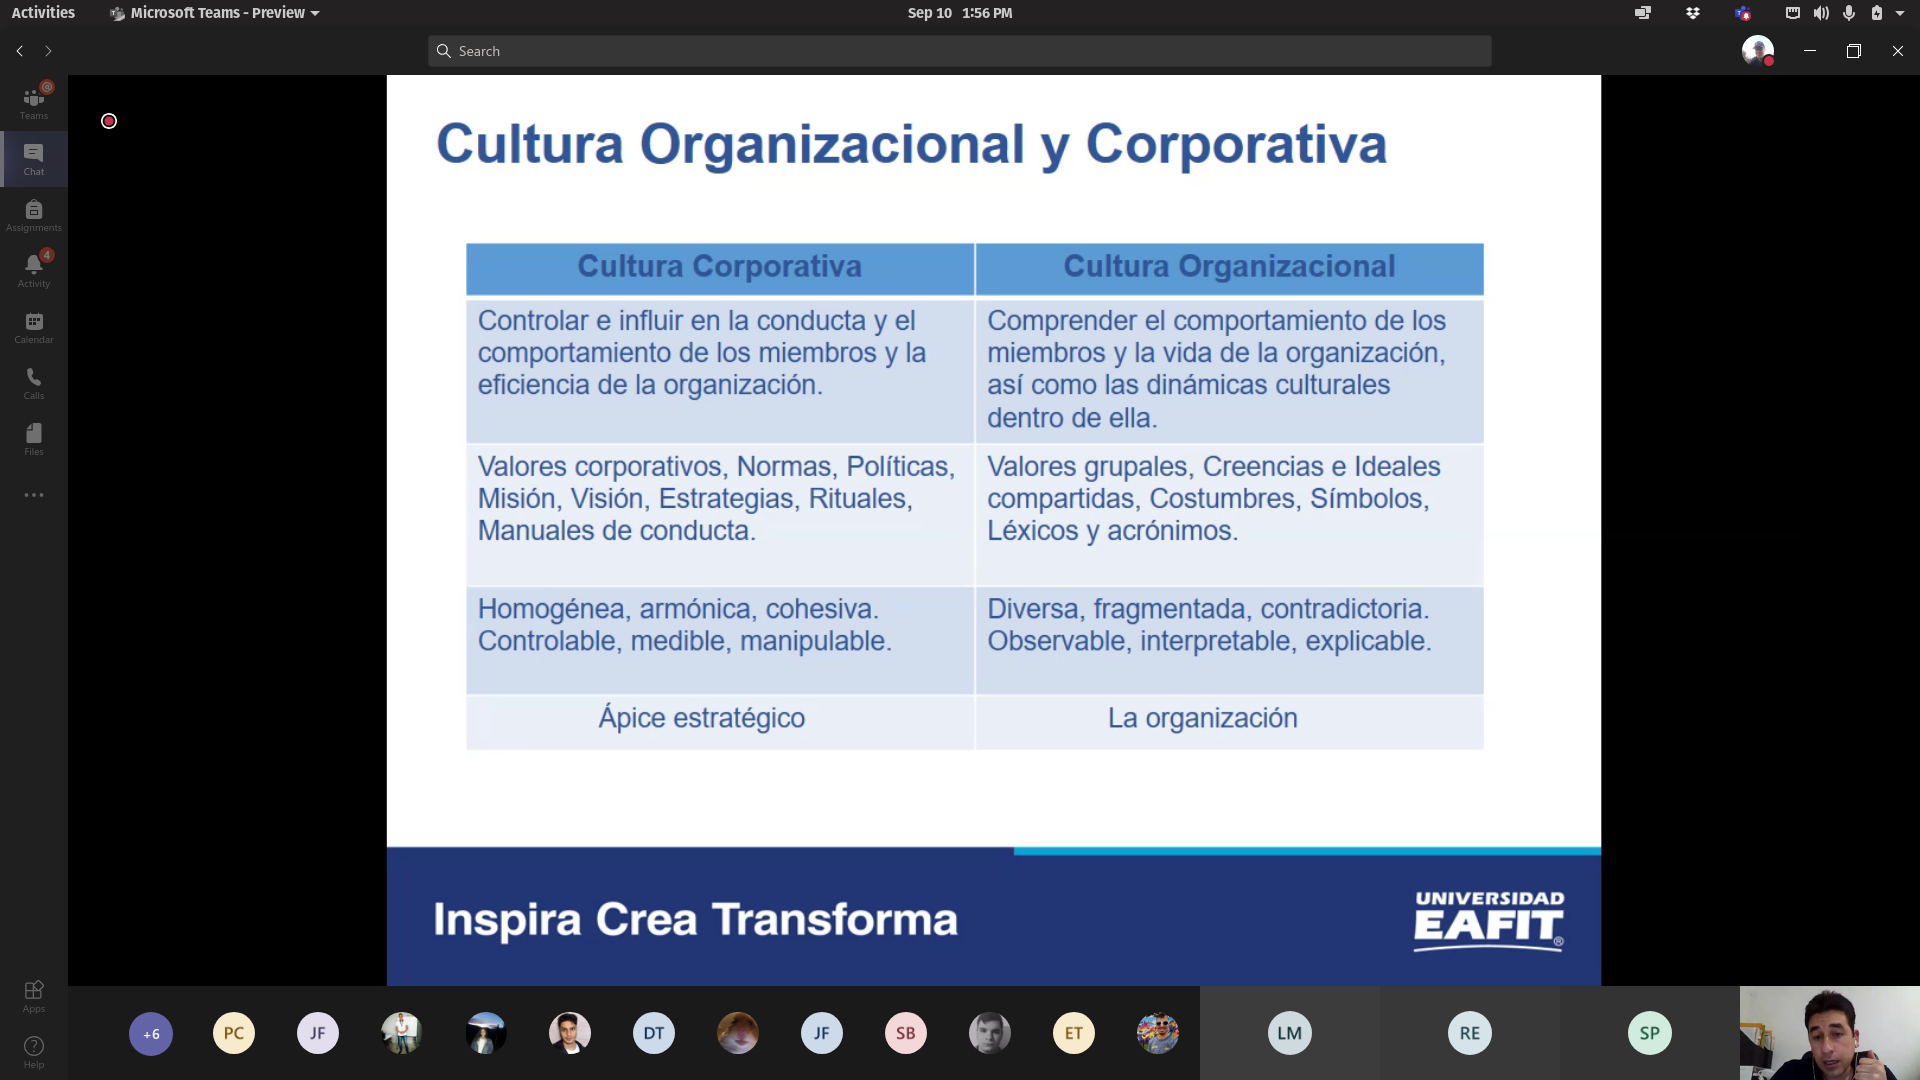 Activities
Microsoft Teams - Preview
Sep 10 1:56 PM
Search
Teams
Chat
Assignments
4
Activity
Calendar
Calls
Files
Apps
Help
Cultura Organizacional y Corporativa
Cultura Corporativa
Cultura Organizacional
Controlar e influir en la conducta y el
comportamiento de los miembros y la
eficiencia de la organización.
Comprender el comportamiento de los
miembros y la vida de la organización,
así como las dinámicas culturales
dentro de ella.
Valores corporativos, Normas, Políticas,
Misión, Visión, Estrategias, Rituales,
Manuales de conducta.
Valores grupales, Creencias e Ideales
compartidas, Costumbres, Símbolos,
Léxicos y acrónimos.
Homogénea, armónica, cohesiva.
Controlable, medible, manipulable.
Diversa, fragmentada, contradictoria.
Observable, interpretable, explicable.
Ápice estratégico
La organización
Inspira Crea Transforma
UNIVERSIDAD
EAFIT®
+6
PC
JF
DT
JF
SB
ET
LM
RE
SP